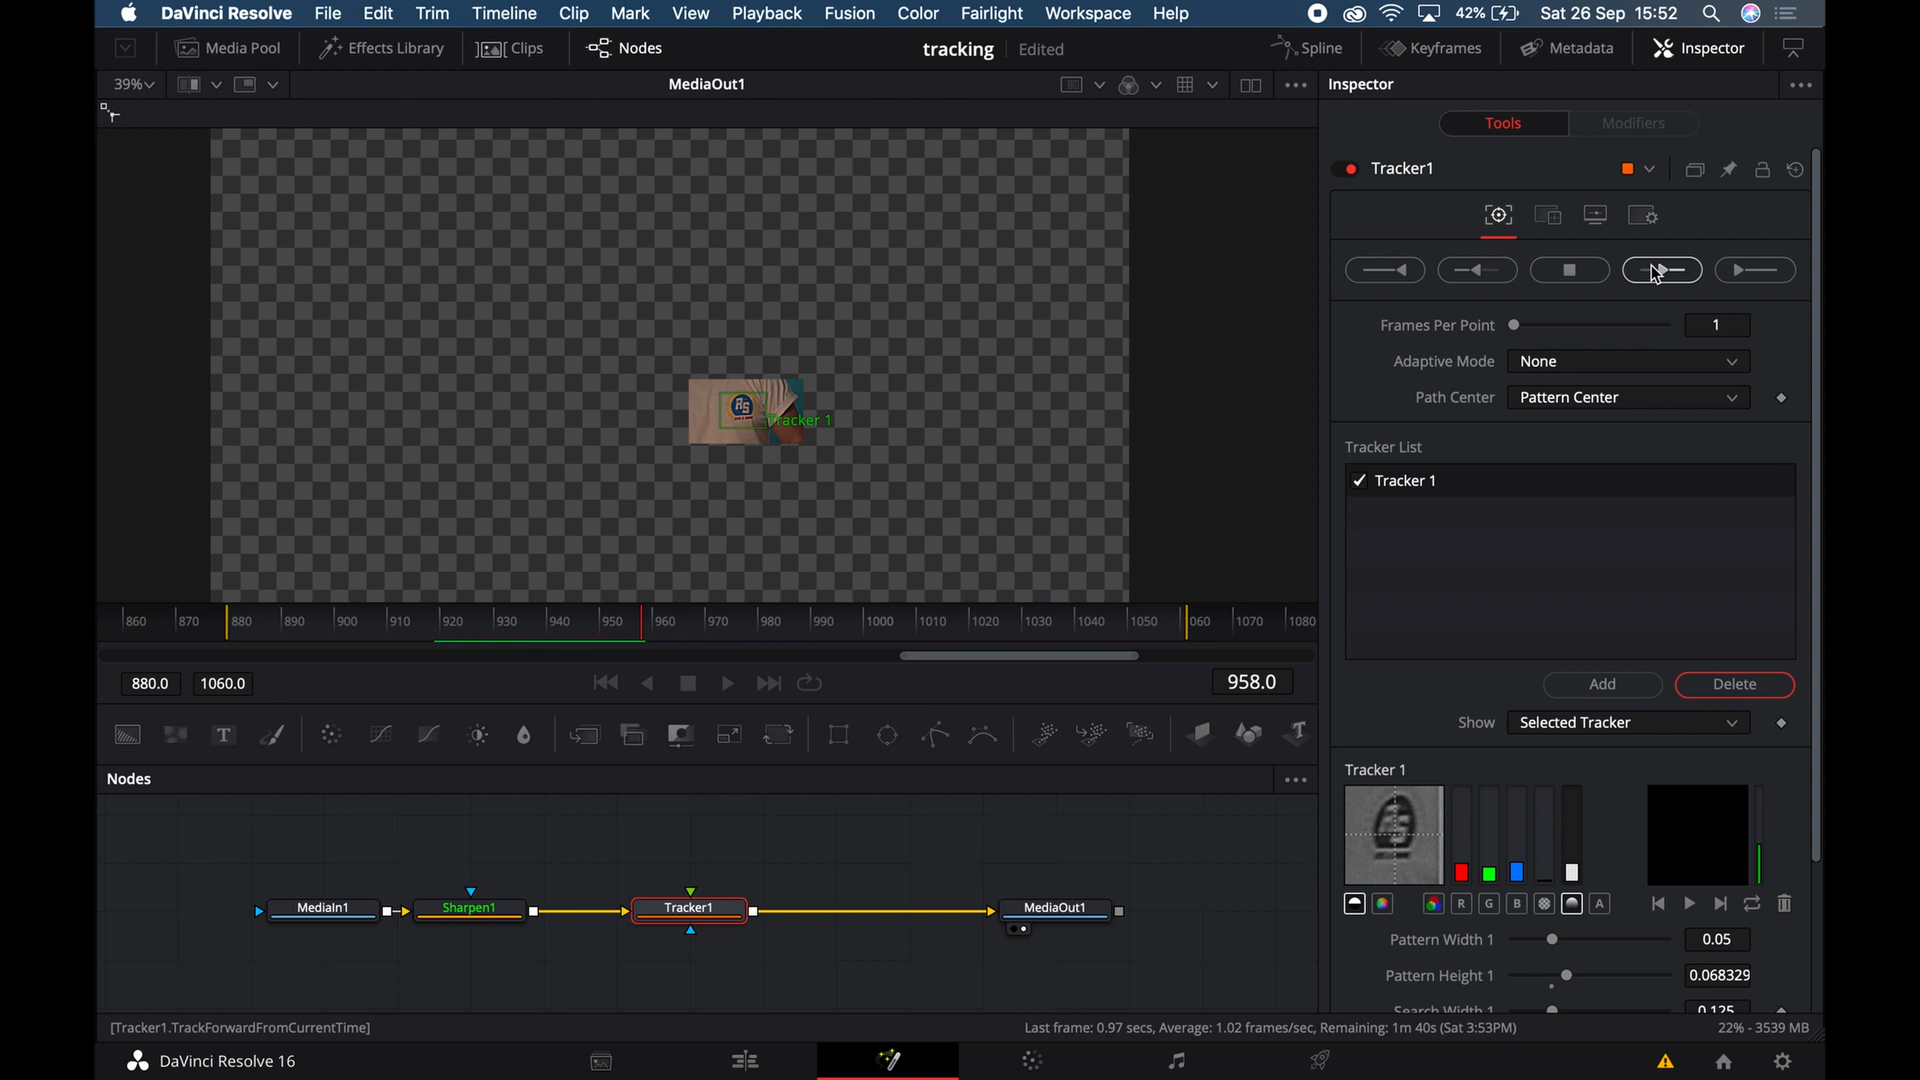 DaVinci Resolve File Edit Trim Timeline Clip Mark View Playback Fusion Color Fairlight Workspace Help 42% Sat 26 Sep 15:52
Media Pool Effects Library Clips Nodes tracking Edited Spline Keyframes Metadata Inspector
39% MediaOut1 Inspector
Tools Modifiers
Tracker1
Frames Per Point 1
Adaptive Mode None
Path Center Pattern Center
RS
Tracker 1
Tracker List
Tracker 1
860 870 880 890 900 910 920 930 940 950 960 970 980 990 1000 1010 1020 1030 1040 1050 060 1070 1080
880.0 1060.0 958.0
Add Delete
Show Selected Tracker
T T
Nodes
Tracker 1
MediaIn1 Sharpen1 Tracker1 MediaOut1
R G B A
Pattern Width 1 0.05
Pattern Height 1 0.068329
Search Width 1 0.125
[Tracker1.TrackForwardFromCurrentTime] Last frame: 0.97 secs, Average: 1.02 frames/sec, Remaining: 1m 40s (Sat 3:53PM) 22% - 3539 MB
DaVinci Resolve 16